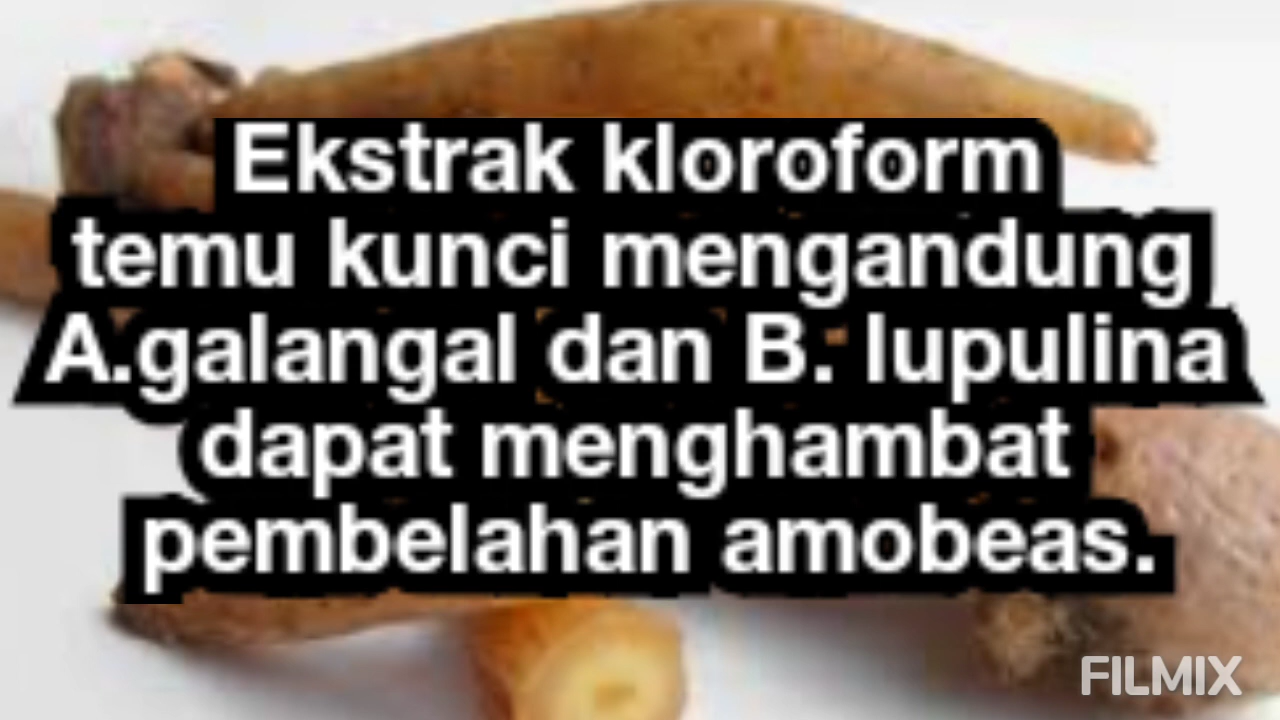 Ekstrak kloroform
temu kunci mengandung
A.galangal dan B. lupulina
dapat menghambat
pembelahan amobeas.
FILMIX